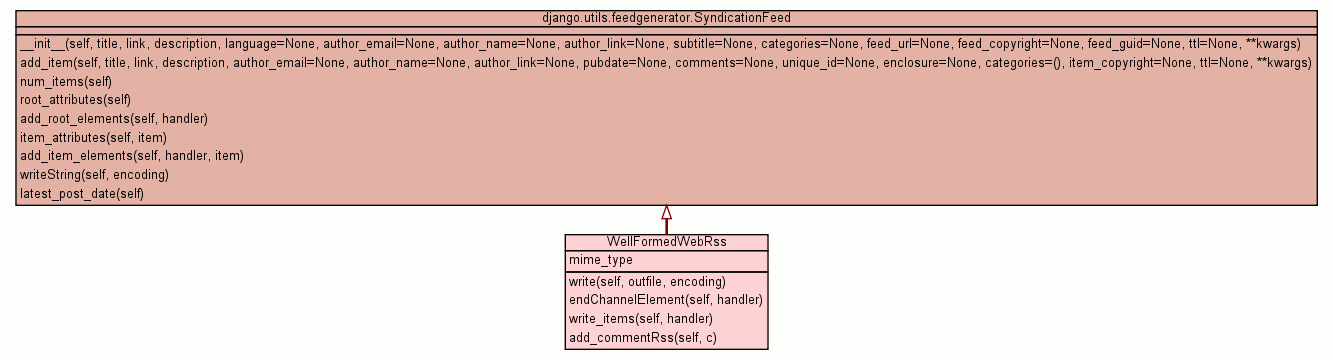 django.utils.feedgenerator.SyndicationFeed
__init__(self, title, link, description, language=None, author_email=None, author_name=None, author_link=None, subtitle=None, categories=None, feed_url=None, feed_copyright=None, feed_guid=None, ttl=None, **kwargs)
add_item(self, title, link, description, author_email=None, author_name=None, author_link=None, pubdate=None, comments=None, unique_id=None, enclosure=None, categories=(), item_copyright=None, ttl=None, **kwargs)
num_items(self)
root_attributes(self)
add_root_elements(self, handler)
item_attributes(self, item)
add_item_elements(self, handler, item)
writeString(self, encoding)
latest_post_date(self)
WellFormedWebRss
mime_type
write(self, outfile, encoding)
endChannelElement(self, handler)
write_items(self, handler)
add_commentRss(self, c)